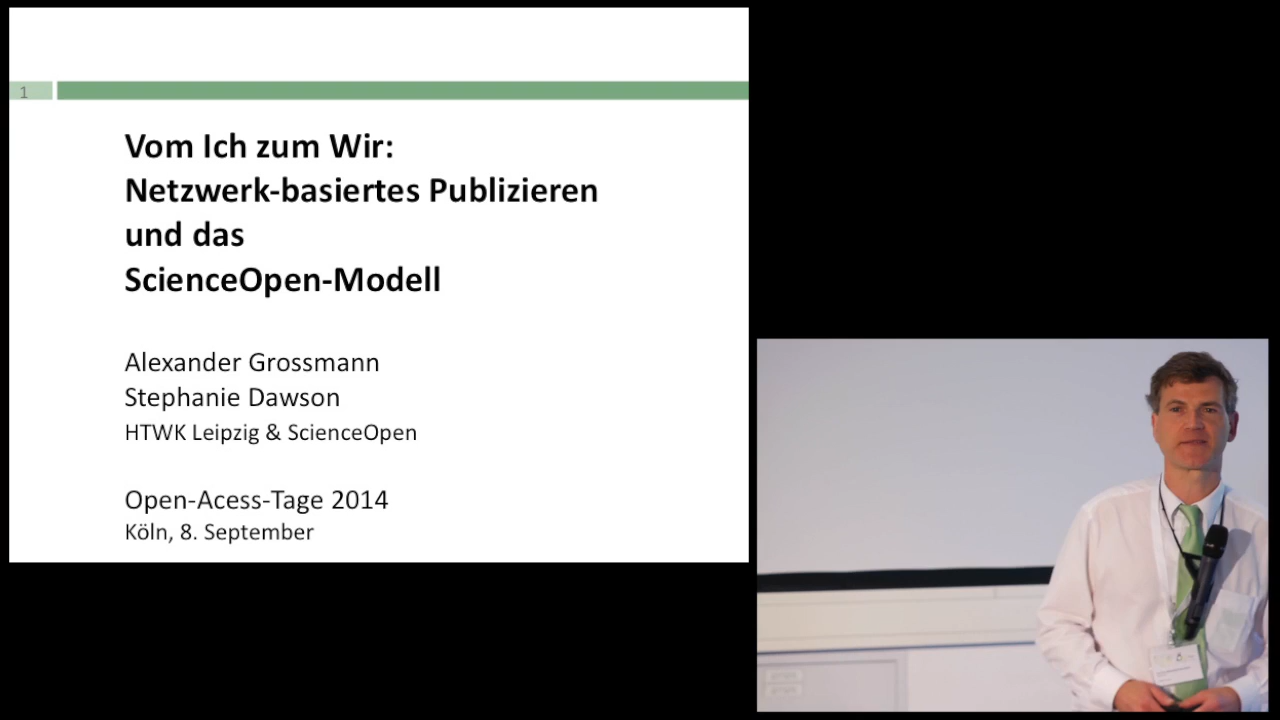 1
Vom Ich zum Wir:
Netzwerk-basiertes Publizieren
und das
ScienceOpen-Modell
Alexander Grossmann
Stephanie Dawson
HTWK Leipzig & ScienceOpen
Open-Acess-Tage 2014
Köln, 8. September